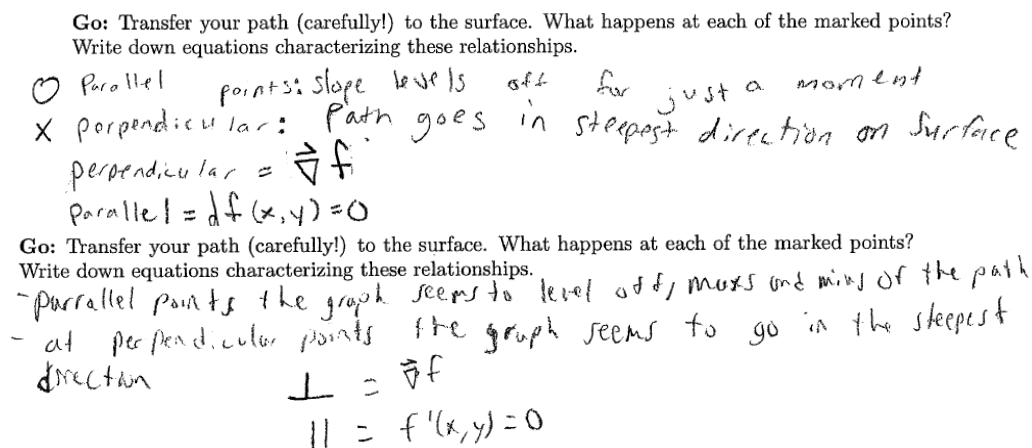 Go: Transfer your path (carefully!) to the surface. What happens at each of the marked points?
Write down equations characterizing these relationships.
O Parallel points: slope levels off for just a moment
X porpendicular: Path goes in steepest direction on surface
perpendicular = ∇⃗f
Parallel = df(x,y)=0
Go: Transfer your path (carefully!) to the surface. What happens at each of the marked points?
Write down equations characterizing these relationships.
-parrallel points the graph seems to level off, maxs and mins of the path
- at perpendicular points the graph seems to go in the steepest
direction
⊥ = ∇⃗f
|| = f'(x,y)=0